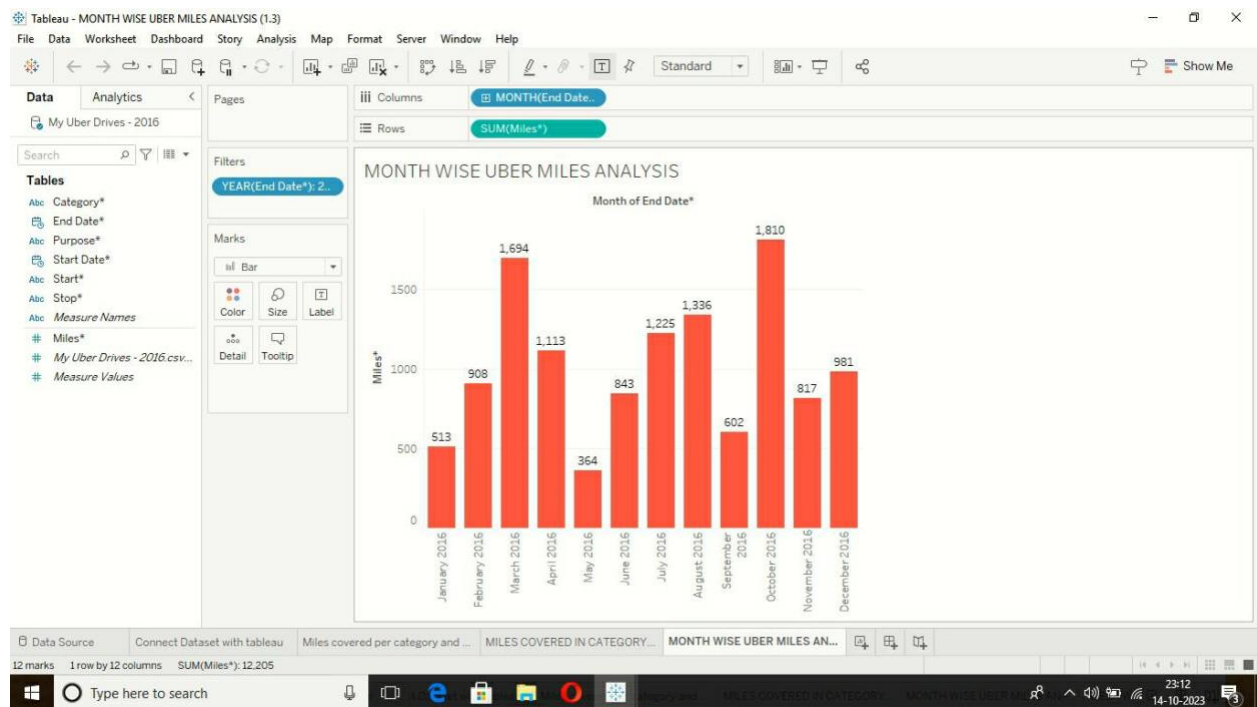 Tableau - MONTH WISE UBER MILES ANALYSIS (1.3)
File Data Worksheet Dashboard Story Analysis Map Format Server Window Help
Standard
Show Me
Data Analytics
My Uber Drives - 2016
Search
Tables
Abc Category*
End Date*
Abc Purpose*
Start Date*
Abc Start*
Abc Stop*
Abc Measure Names
# Miles*
# My Uber Drives - 2016.csv...
# Measure Values
Pages
Filters
YEAR(End Date*): 2..
Marks
Bar
Color Size Label
Detail Tooltip
Columns MONTH(End Date..
Rows SUM(Miles*)
MONTH WISE UBER MILES ANALYSIS
Month of End Date*
Miles*
1500
1000
500
0
513
908
1,694
1,113
364
843
1,225
1,336
602
1,810
817
981
January 2016
February 2016
March 2016
April 2016
May 2016
June 2016
July 2016
August 2016
September
2016
October 2016
November 2016
December 2016
Data Source Connect Dataset with tableau Miles covered per category and ... MILES COVERED IN CATEGORY... MONTH WISE UBER MILES AN...
12 marks 1 row by 12 columns SUM(Miles*): 12,205
Type here to search
23:12
14-10-2023
3